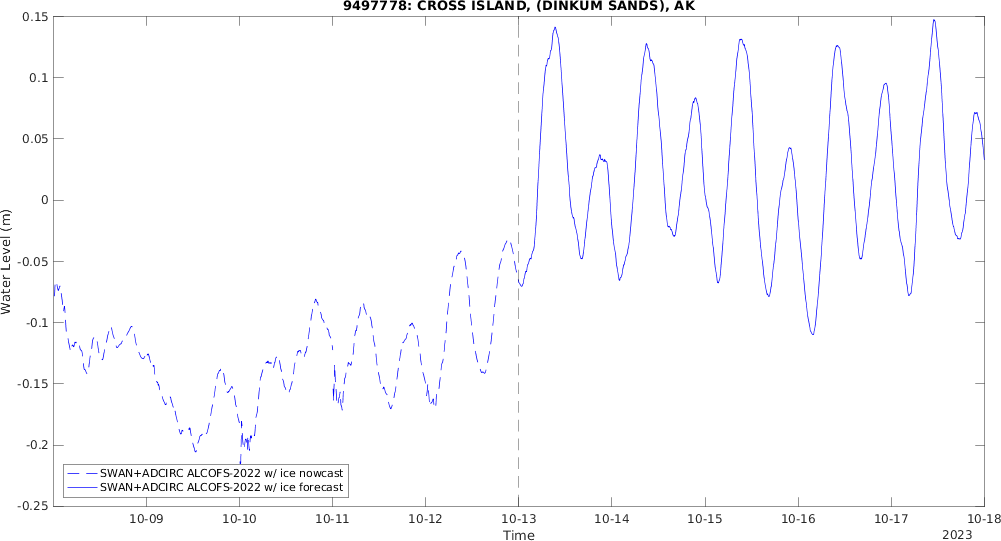 9497778: CROSS ISLAND, (DINKUM SANDS), AK
0.15
0.1
0.05
0
-0.05
-0.1
-0.15
-0.2
-0.25
Water Level (m)
SWAN+ADCIRC ALCOFS-2022 w/ ice nowcast
SWAN+ADCIRC ALCOFS-2022 w/ ice forecast
10-09 10-10 10-11 10-12 10-13 10-14 10-15 10-16 10-17 10-18
Time
2023